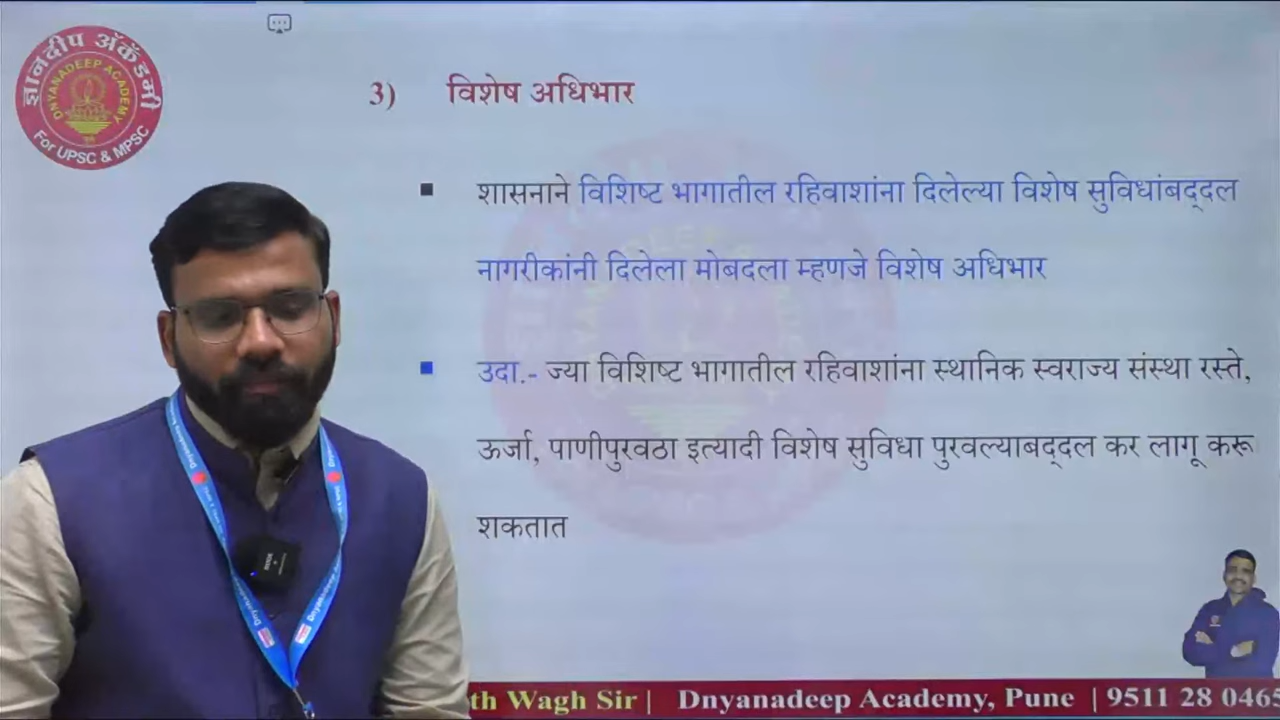 ज्ञानदीप अॅकॅडमी
DNYANADEEP ACADEMY
For UPSC & MPSC
3) विशेष अधिभार
▪ शासनाने विशिष्ट भागातील रहिवाशांना दिलेल्या विशेष सुविधांबद्दल
नागरीकांनी दिलेला मोबदला म्हणजे विशेष अधिभार
▪ उदा.- ज्या विशिष्ट भागातील रहिवाशांना स्थानिक स्वराज्य संस्था रस्ते,
ऊर्जा, पाणीपुरवठा इत्यादी विशेष सुविधा पुरवल्याबद्दल कर लागू करू
शकतात
th Wagh Sir | Dnyanadeep Academy, Pune | 9511 28 0465